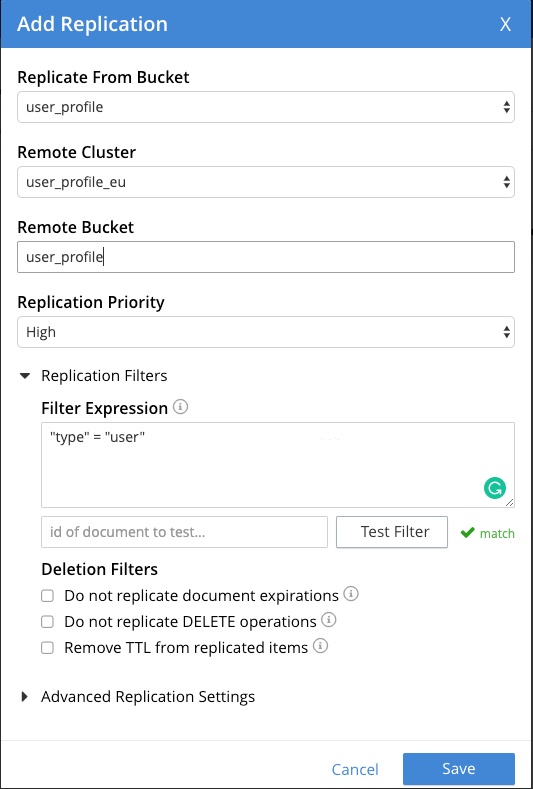 Add Replication X
Replicate From Bucket
user_profile
Remote Cluster
user_profile_eu
Remote Bucket
user_profile
Replication Priority
High
Replication Filters
Filter Expression
"type" = "user"
id of document to test...
Test Filter
match
Deletion Filters
Do not replicate document expirations
Do not replicate DELETE operations
Remove TTL from replicated items
Advanced Replication Settings
Cancel
Save